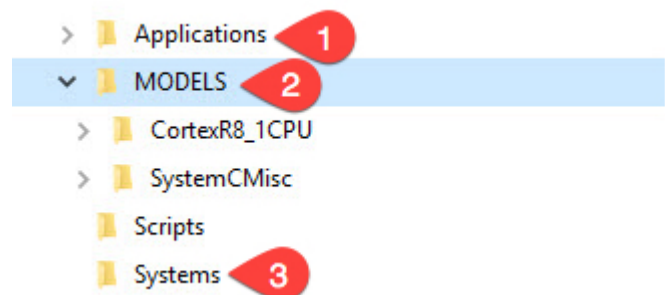 Applications 1
MODELS 2
CortexR8_1CPU
SystemCMisc
Scripts
Systems 3